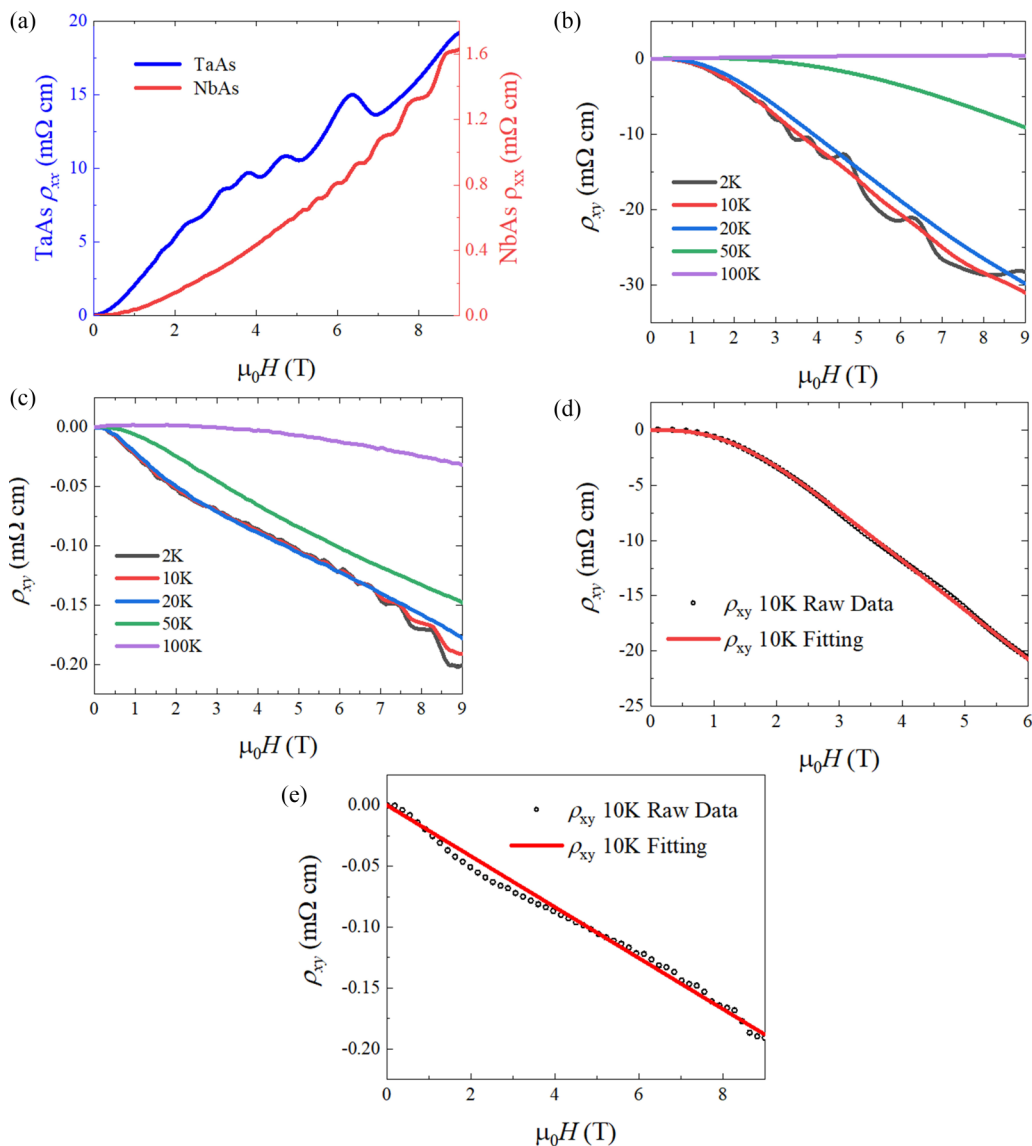 (a)
TaAs ρxx (mΩ cm)
20
15
10
5
0
TaAs
NbAs
1.6
1.2
0.8
0.4
0.0
NbAs ρxx (mΩ cm)
0 2 4 6 8
μ0H (T)
(b)
ρxy (mΩ cm)
0
-10
-20
-30
2K
10K
20K
50K
100K
0 1 2 3 4 5 6 7 8 9
μ0H (T)
(c)
ρxy (mΩ cm)
0.00
-0.05
-0.10
-0.15
-0.20
2K
10K
20K
50K
100K
0 1 2 3 4 5 6 7 8 9
μ0H (T)
(d)
ρxy (mΩ cm)
0
-5
-10
-15
-20
-25
ρxy 10K Raw Data
ρxy 10K Fitting
0 1 2 3 4 5 6
μ0H (T)
(e)
ρxy (mΩ cm)
0.00
-0.05
-0.10
-0.15
-0.20
ρxy 10K Raw Data
ρxy 10K Fitting
0 2 4 6 8
μ0H (T)